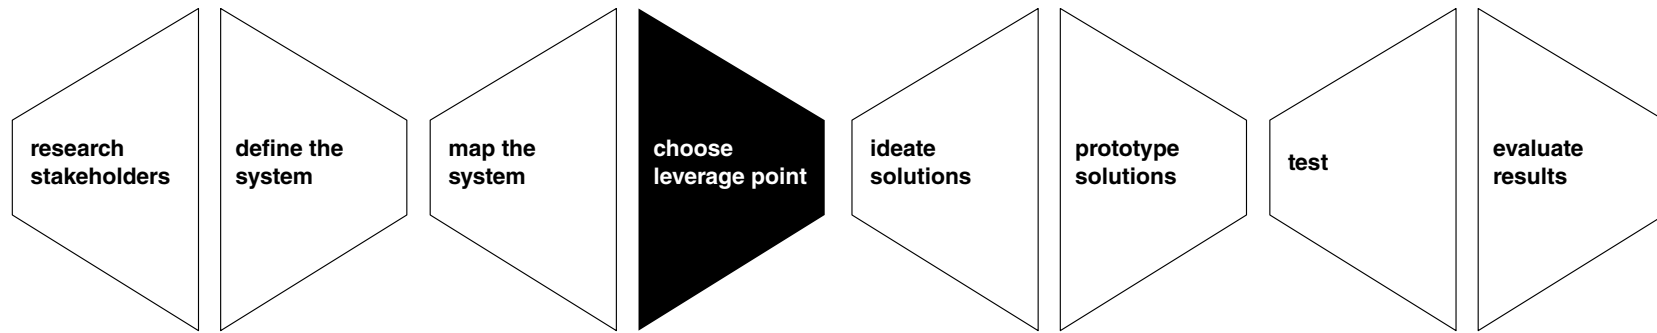 research
stakeholders
define the
system
map the
system
choose
leverage point
ideate
solutions
prototype
solutions
test
evaluate
results